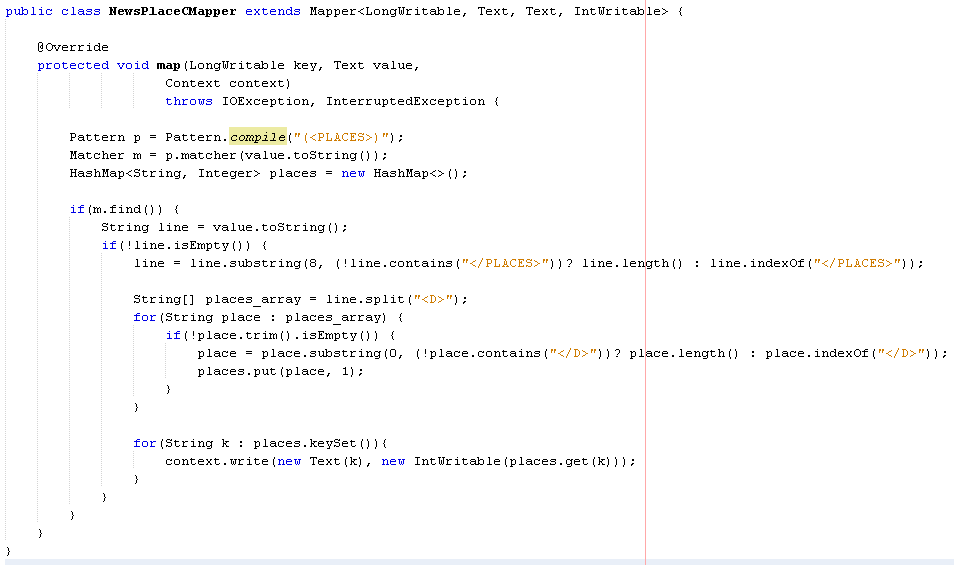 public class NewsPlaceCMapper extends Mapper<LongWritable, Text, Text, IntWritable> {
@Override
protected void map(LongWritable key, Text value,
Context context)
throws IOException, InterruptedException {
Pattern p = Pattern.compile("(<PLACES>)");
Matcher m = p.matcher(value.toString());
HashMap<String, Integer> places = new HashMap<>();
if(m.find()) {
String line = value.toString();
if(!line.isEmpty()) {
line = line.substring(8, (!line.contains("</PLACES>"))? line.length() : line.indexOf("</PLACES>"));
String[] places_array = line.split("<D>");
for(String place : places_array) {
if(!place.trim().isEmpty()) {
place = place.substring(0, (!place.contains("</D>"))? place.length() : place.indexOf("</D>"));
places.put(place, 1);
}
}
for(String k : places.keySet()){
context.write(new Text(k), new IntWritable(places.get(k)));
}
}
}
}
}